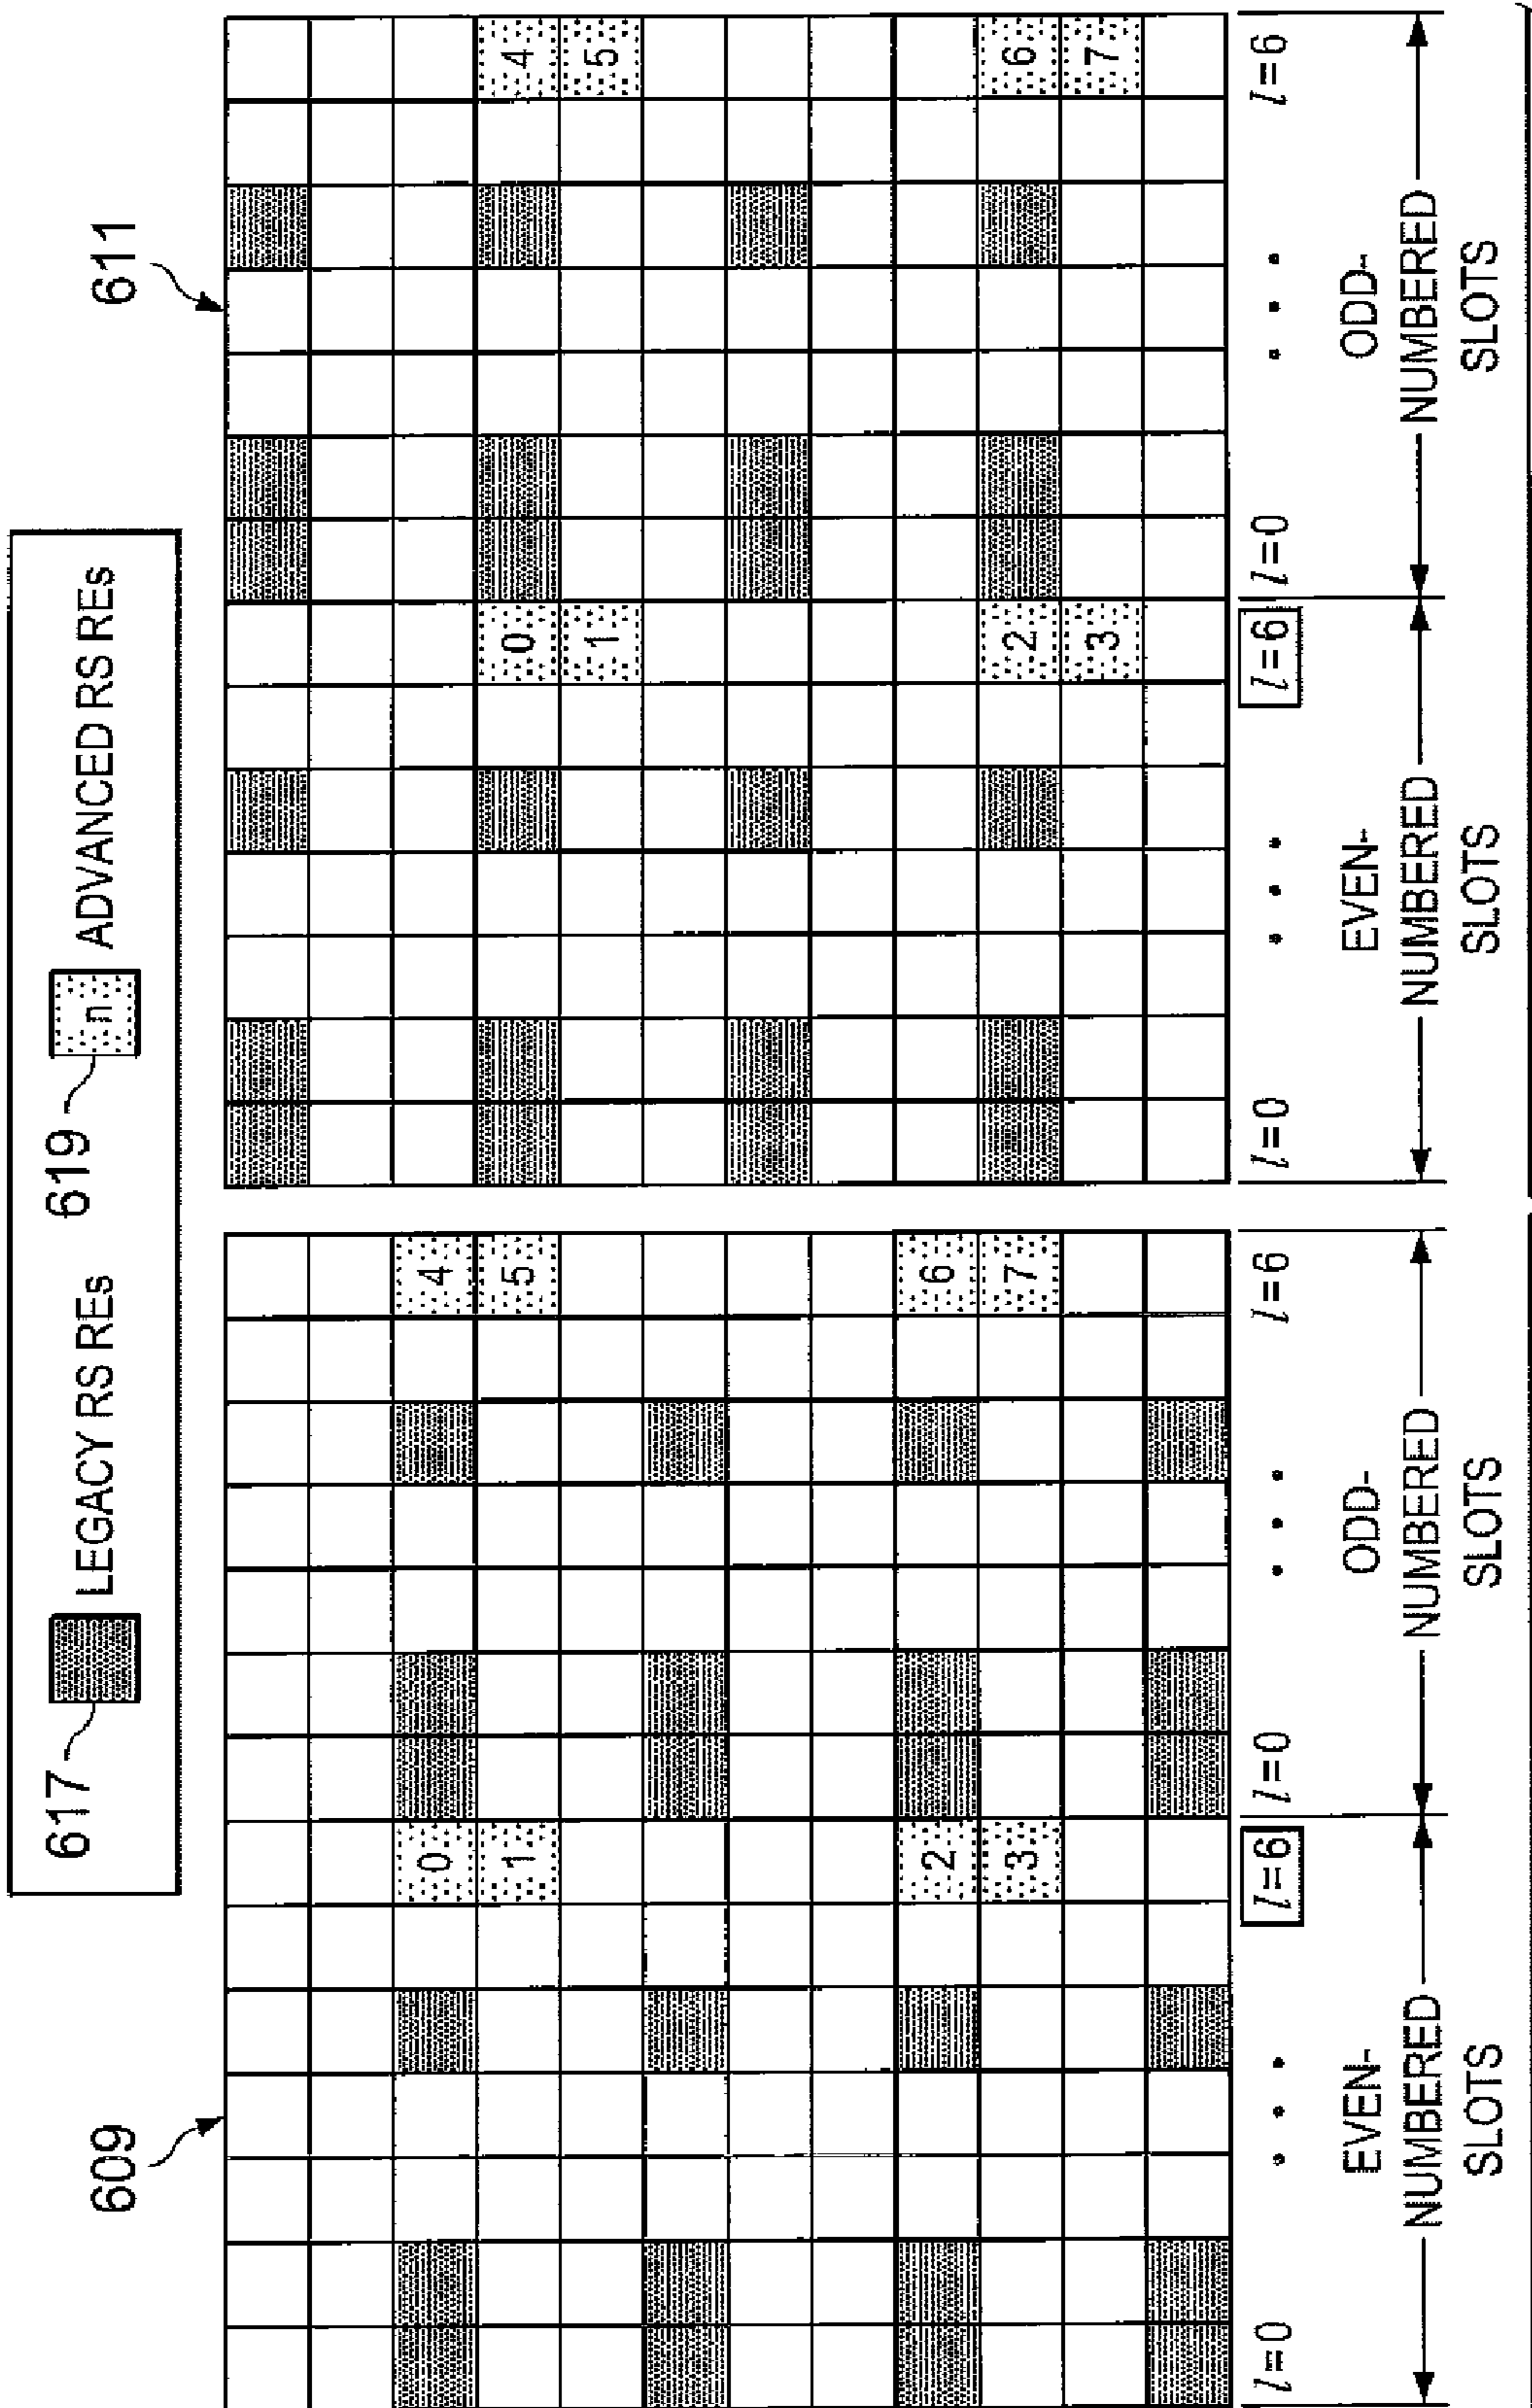 617 LEGACY RS REs 619 n ADVANCED RS REs
609
0 4
1 5
2 6
3 7
l=0 • • • l=6 l=0 • • • l=6
EVEN-
NUMBERED
SLOTS
ODD-
NUMBERED
SLOTS
611
0 4
1 5
2 6
3 7
l=0 • • • l=6 l=0 • • • l=6
EVEN-
NUMBERED
SLOTS
ODD-
NUMBERED
SLOTS